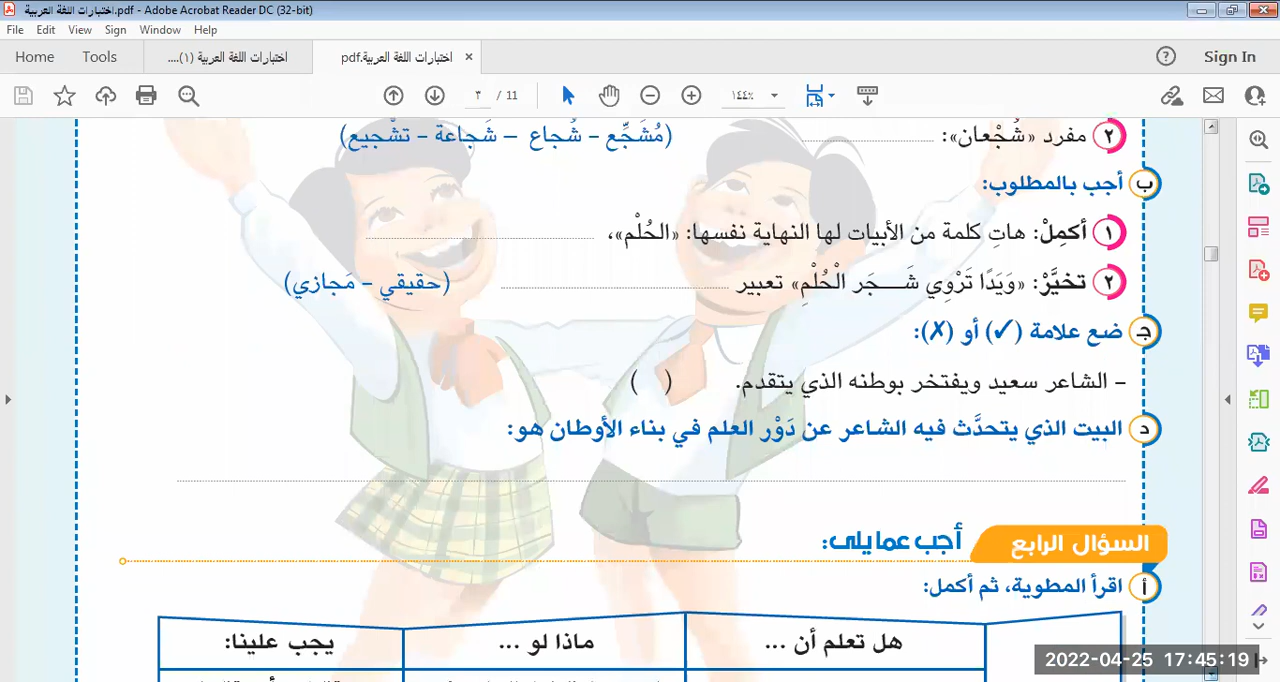 اختبارات اللغة العربية.pdf - Adobe Acrobat Reader DC (32-bit)
File Edit View Sign Window Help
Home Tools اختبارات اللغة العربية (١).... اختبارات اللغة العربية.pdf × Sign In
٣ / 11 ١٤٤٪
٢ مفرد «شُجْعان»: (مُشَجِّع – شُجاع – شَجاعة – تشْجيع)
ب أجب بالمطلوب:
١ أكمِلْ: هاتِ كلمة من الأبيات لها النهاية نفسها: «الحُلْم»،
٢ تخيَّرْ: «وَيَدًا تَرْوِي شَـــجَر الْحُلْمِ» تعبير (حقيقي – مَجازي)
جـ ضع علامة (✓) أو (✗):
– الشاعر سعيد ويفتخر بوطنه الذي يتقدم. ( )
د البيت الذي يتحدَّث فيه الشاعر عن دَوْر العلم في بناء الأوطان هو:
السؤال الرابع أجب عما يلي:
أ اقرأ المطوية، ثم أكمل:
هل تعلم أن ... ماذا لو ... يجب علينا:
2022-04-25 17:45:19